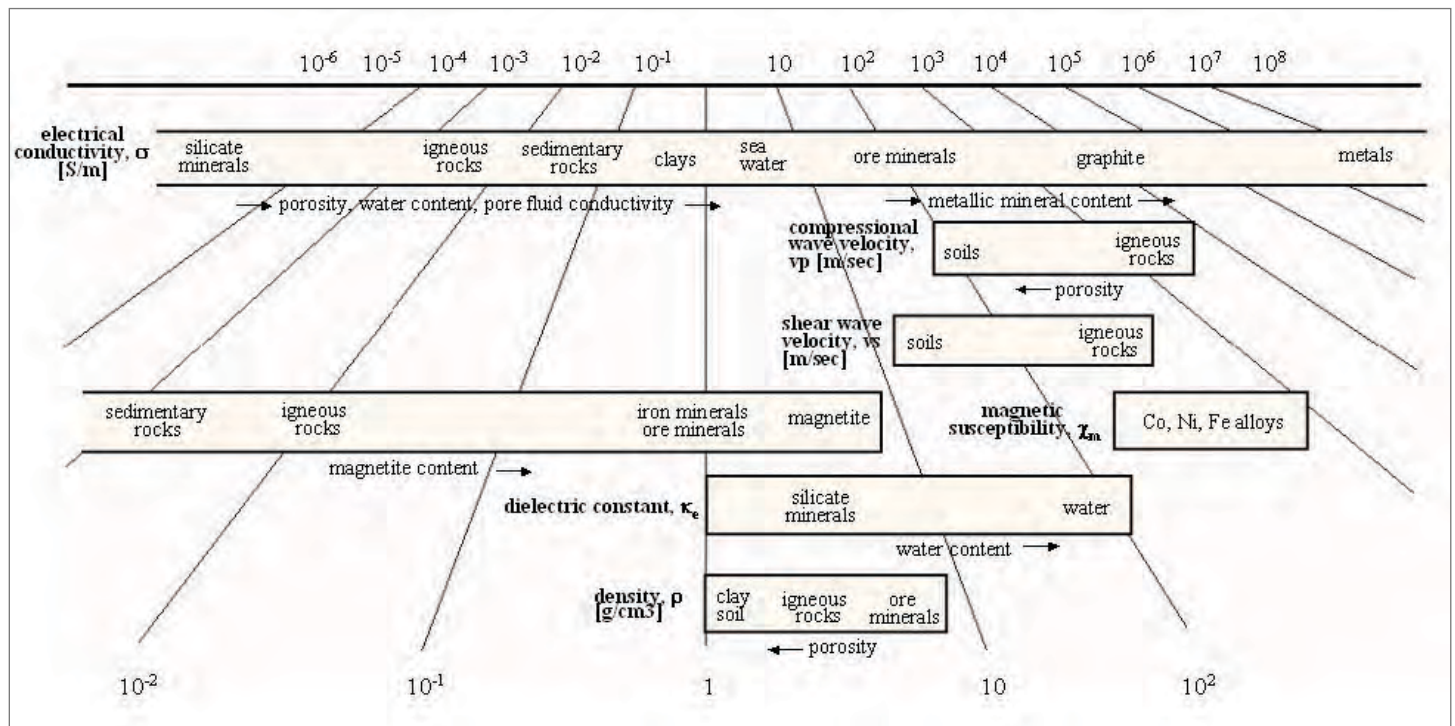 10⁻⁶ 10⁻⁵ 10⁻⁴ 10⁻³ 10⁻² 10⁻¹ 10 10² 10³ 10⁴ 10⁵ 10⁶ 10⁷ 10⁸
electrical
conductivity, σ
[S/m]
silicate
minerals
igneous
rocks
sedimentary
rocks
clays
sea
water
ore minerals
graphite
metals
porosity, water content, pore fluid conductivity
metallic mineral content
compressional
wave velocity,
vp [m/sec]
soils
igneous
rocks
porosity
shear wave
velocity, vs
[m/sec]
soils
igneous
rocks
sedimentary
rocks
igneous
rocks
iron minerals
ore minerals
magnetite
magnetic
susceptibility, χm
Co, Ni, Fe alloys
magnetite content
dielectric constant, κe
silicate
minerals
water
water content
density, ρ
[g/cm3]
clay
soil
igneous
rocks
ore
minerals
porosity
10⁻² 10⁻¹ 1 10 10²